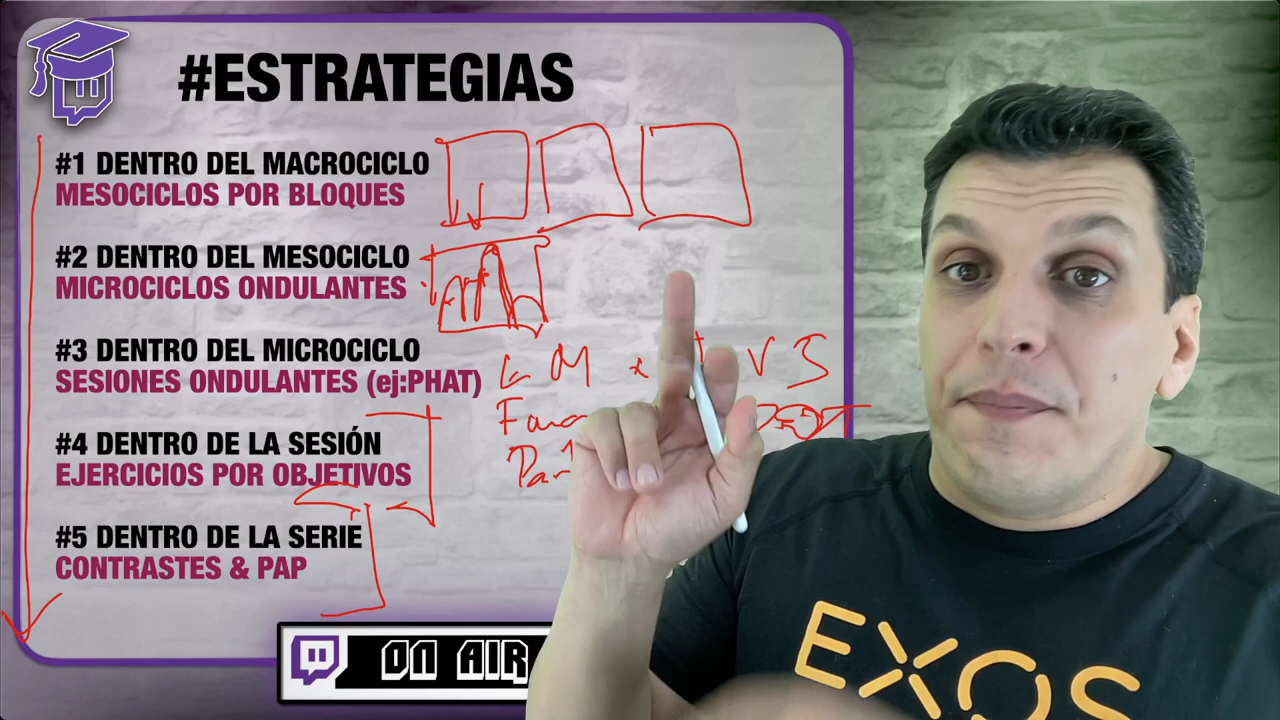 #ESTRATEGIAS
#1 DENTRO DEL MACROCICLO
MESOCICLOS POR BLOQUES
#2 DENTRO DEL MESOCICLO
MICROCICLOS ONDULANTES
#3 DENTRO DEL MICROCICLO
SESIONES ONDULANTES (ej:PHAT)
L M x V S
#4 DENTRO DE LA SESIÓN
EJERCICIOS POR OBJETIVOS
#5 DENTRO DE LA SERIE
CONTRASTES & PAP
ON AIR
EXOS